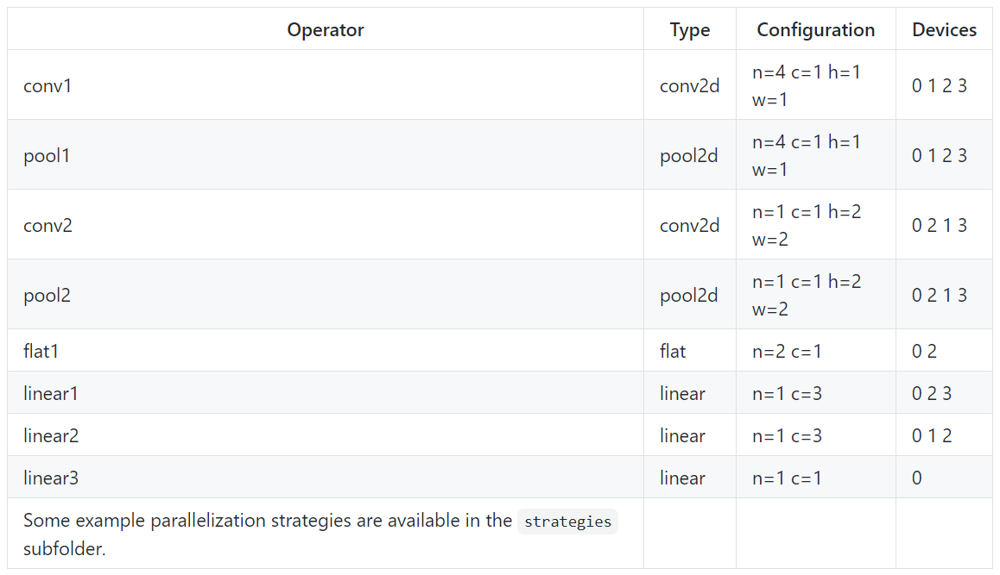 Operator Type Configuration Devices
conv1 conv2d n=4 c=1 h=1 w=1 0 1 2 3
pool1 pool2d n=4 c=1 h=1 w=1 0 1 2 3
conv2 conv2d n=1 c=1 h=2 w=2 0 2 1 3
pool2 pool2d n=1 c=1 h=2 w=2 0 2 1 3
flat1 flat n=2 c=1 0 2
linear1 linear n=1 c=3 0 2 3
linear2 linear n=1 c=3 0 1 2
linear3 linear n=1 c=1 0
Some example parallelization strategies are available in the strategies
subfolder.